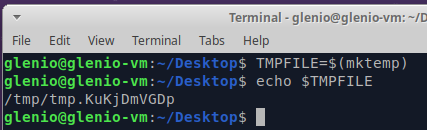 Terminal - glenio@glenio-vm:~/De
File Edit View Terminal Tabs Help
glenio@glenio-vm:~/Desktop$ TMPFILE=$(mktemp)
glenio@glenio-vm:~/Desktop$ echo $TMPFILE
/tmp/tmp.KuKjDmVGDp
glenio@glenio-vm:~/Desktop$